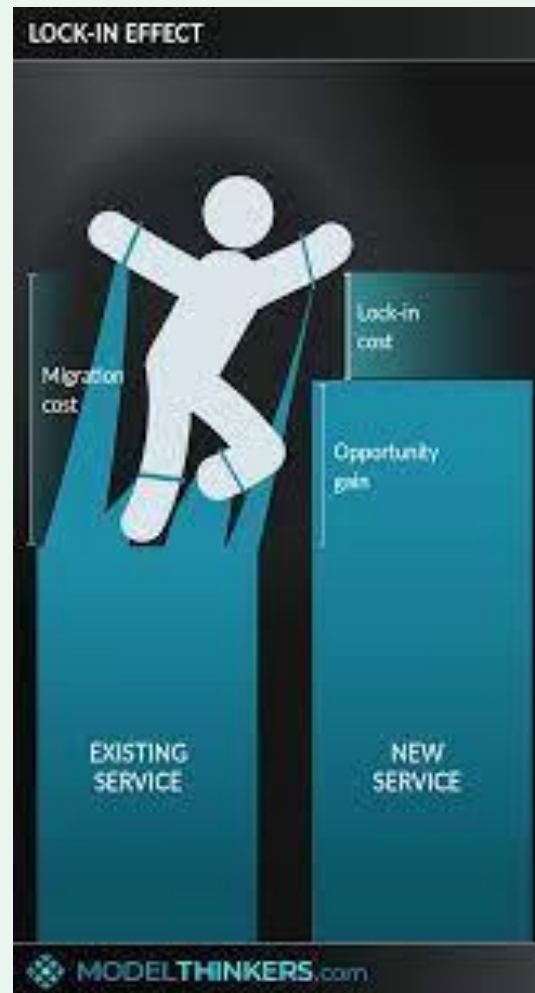 LOCK-IN EFFECT
Migration
cost
Lock-in
cost
Opportunity
gain
EXISTING
SERVICE
NEW
SERVICE
MODELTHINKERS.com